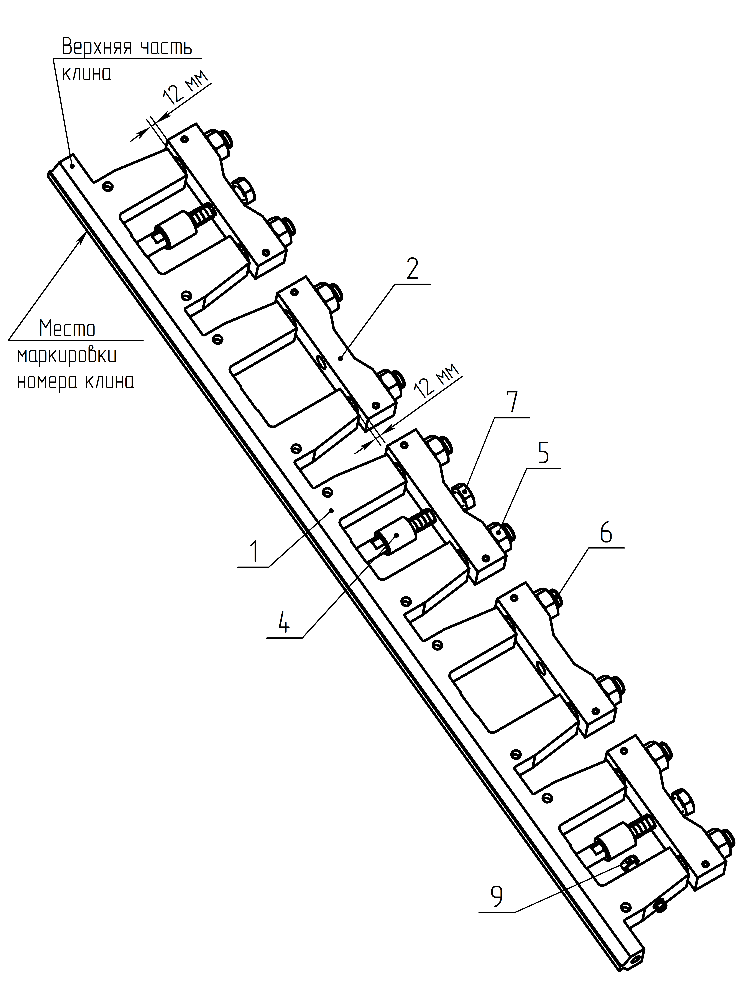 Верхняя часть
клина
12 мм
2
Место
маркировки
номера клина
12 мм
7
5
6
1
4
9